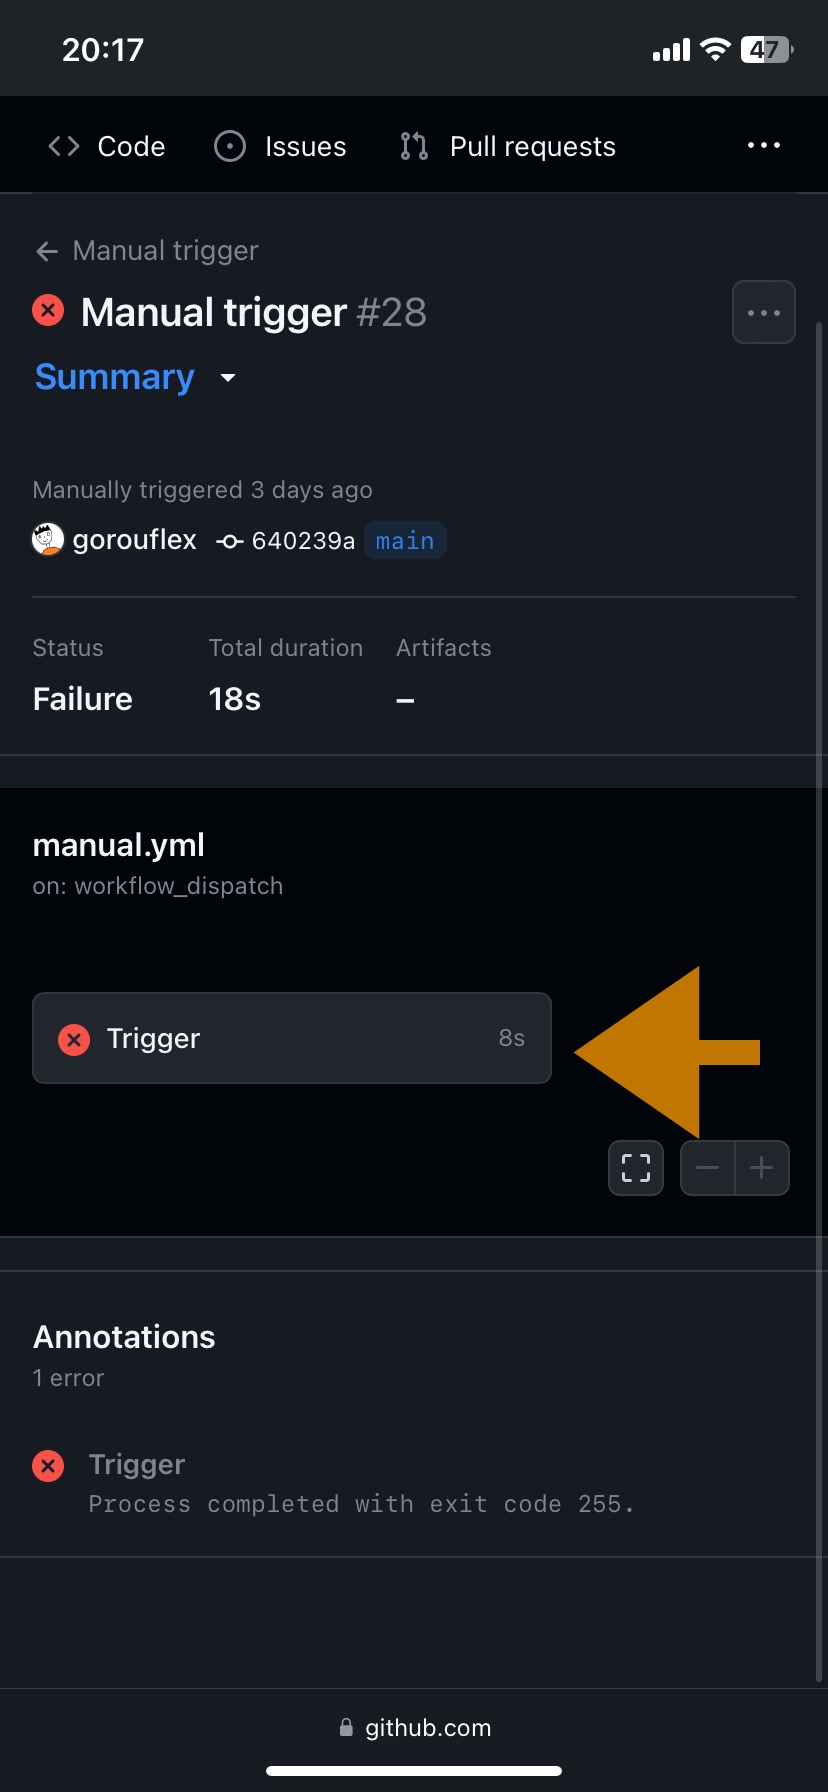 20:17
47
Code Issues Pull requests
Manual trigger
Manual trigger #28
Summary
Manually triggered 3 days ago
gorouflex 640239a main
Status Total duration Artifacts
Failure 18s –
manual.yml
on: workflow_dispatch
Trigger 8s
Annotations
1 error
Trigger
Process completed with exit code 255.
github.com